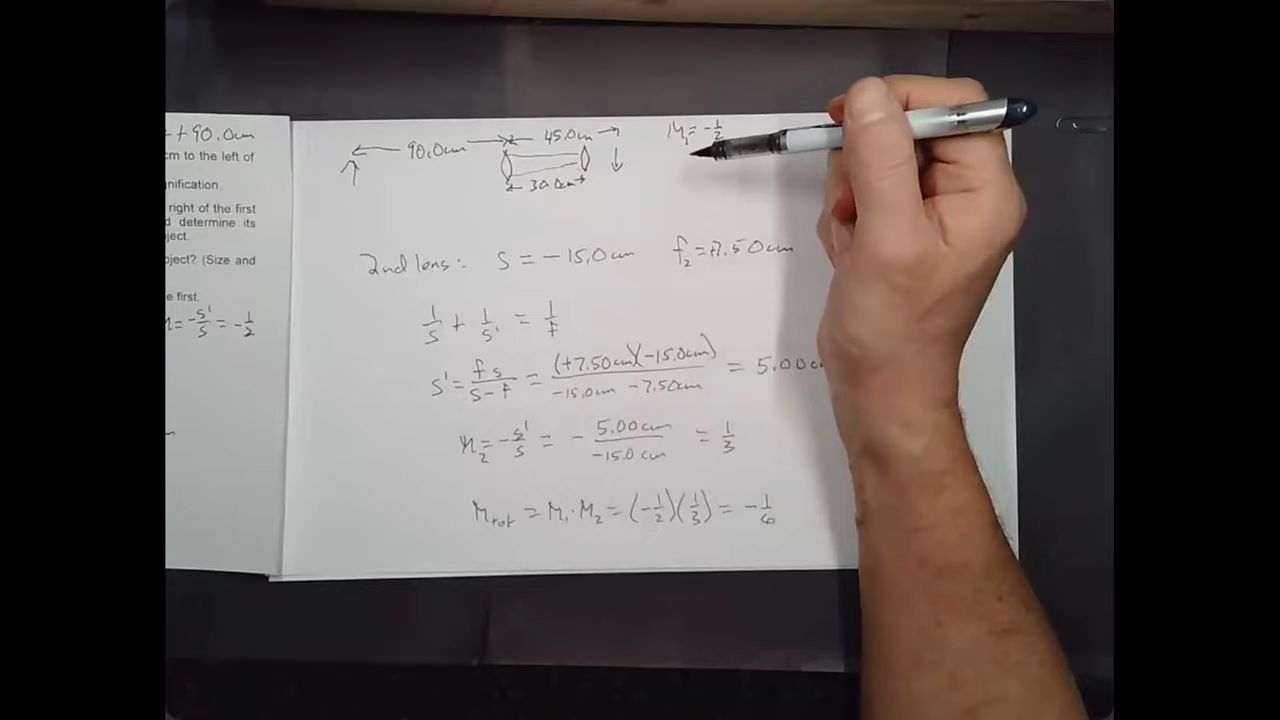 + 90.0cm
cm to the left of
nification.
right of the first
d determine its
ject.
oject? (Size and
e first.
M = -s'/s = -1/2
90.0cm 45.0cm M₁ = -1/2
30.0cm
2nd lens: s = -15.0cm f₂ = +7.50cm
1/s + 1/s' = 1/f
s' = fs/(s-f) = (+7.50cm)(-15.0cm)/(-15.0cm - 7.50cm) = 5.00c
M₂ = -s'/s = - 5.00cm/-15.0cm = 1/3
M_tot = M₁·M₂ = (-1/2)(1/3) = -1/6